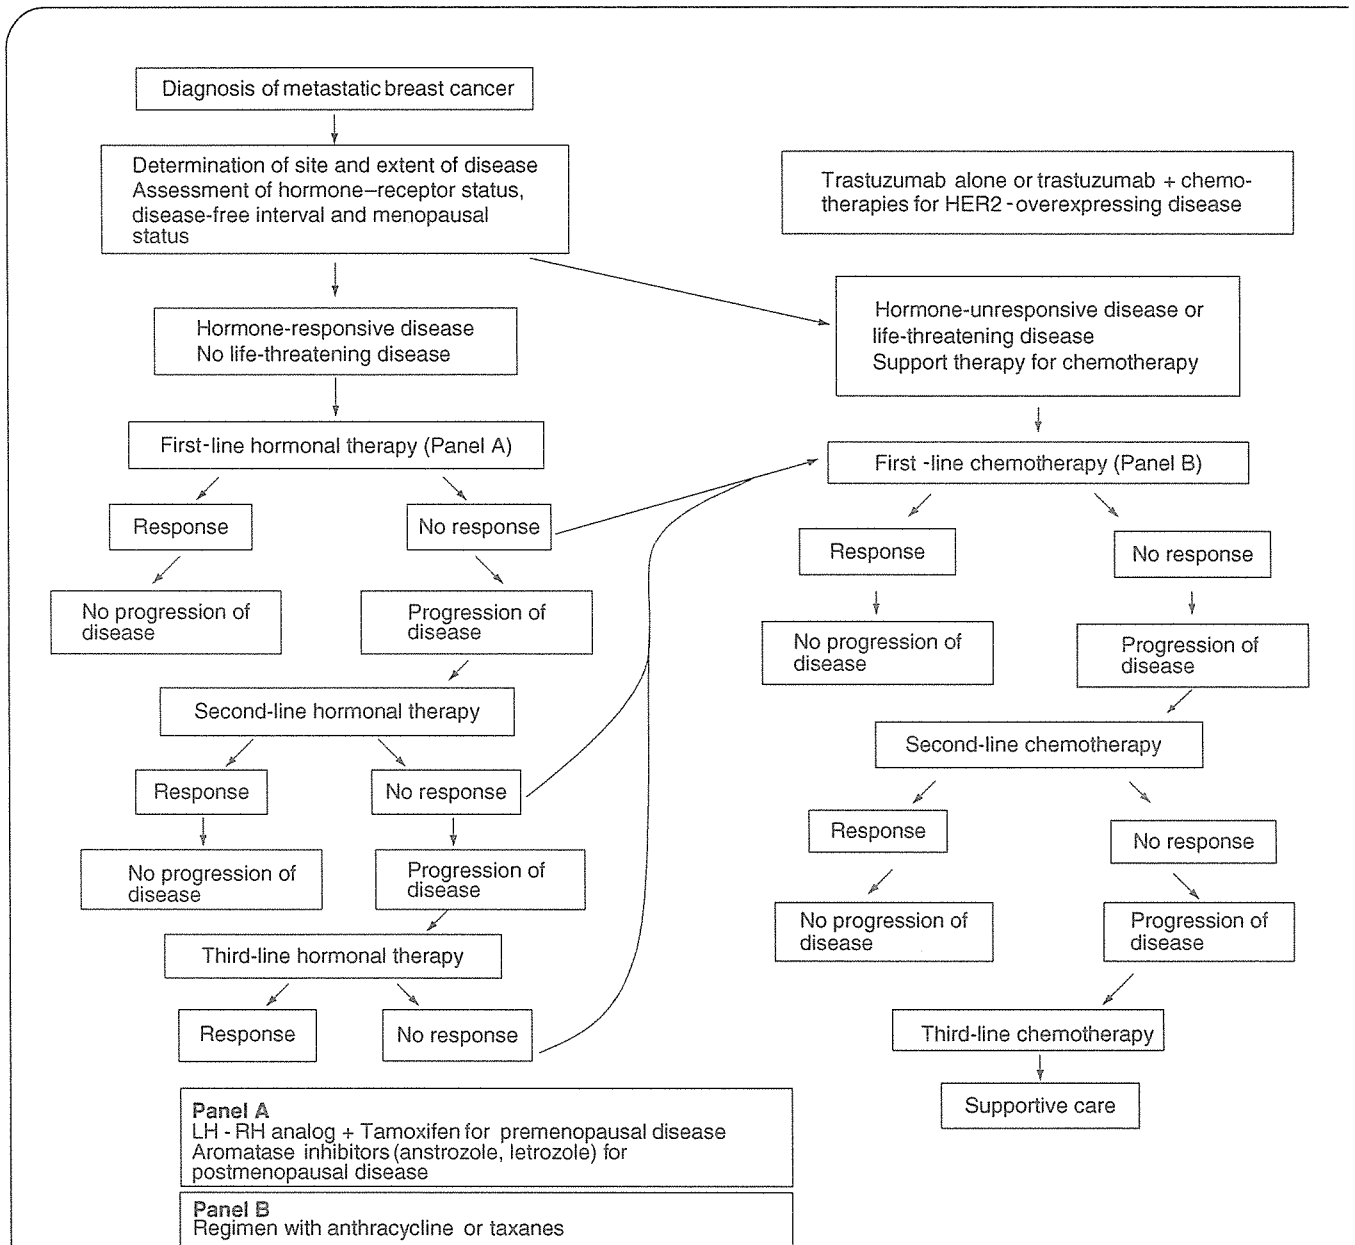 Diagnosis of metastatic breast cancer
Determination of site and extent of disease
Assessment of hormone–receptor status,
disease-free interval and menopausal
status
Hormone-responsive disease
No life-threatening disease
First-line hormonal therapy (Panel A)
Response
No response
No progression of
disease
Progression of
disease
Second-line hormonal therapy
Response
No response
No progression of
disease
Progression of
disease
Third-line hormonal therapy
Response
No response
Trastuzumab alone or trastuzumab + chemo-
therapies for HER2 - overexpressing disease
Hormone-unresponsive disease or
life-threatening disease
Support therapy for chemotherapy
First -line chemotherapy (Panel B)
Response
No response
No progression of
disease
Progression of
disease
Second-line chemotherapy
Response
No response
No progression of
disease
Progression of
disease
Third-line chemotherapy
Supportive care
Panel A
LH - RH analog + Tamoxifen for premenopausal disease
Aromatase inhibitors (anstrozole, letrozole) for
postmenopausal disease
Panel B
Regimen with anthracycline or taxanes